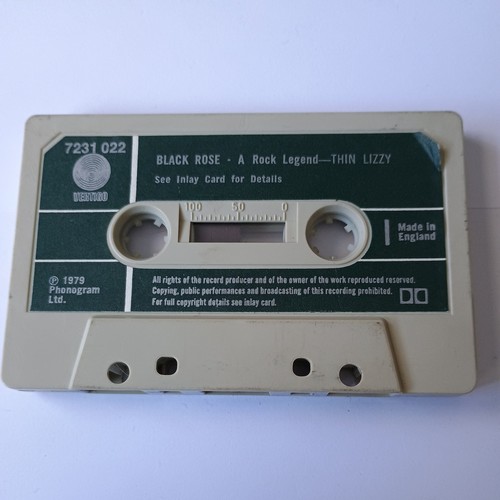 7231 022
VERTIGO
BLACK ROSE - A Rock Legend—THIN LIZZY
See Inlay Card for Details
100 50 0
Made in
England
℗ 1979
Phonogram
Ltd.
All rights of the record producer and of the owner of the work reproduced reserved.
Copying, public performances and broadcasting of this recording prohibited.
For full copyright details see inlay card.